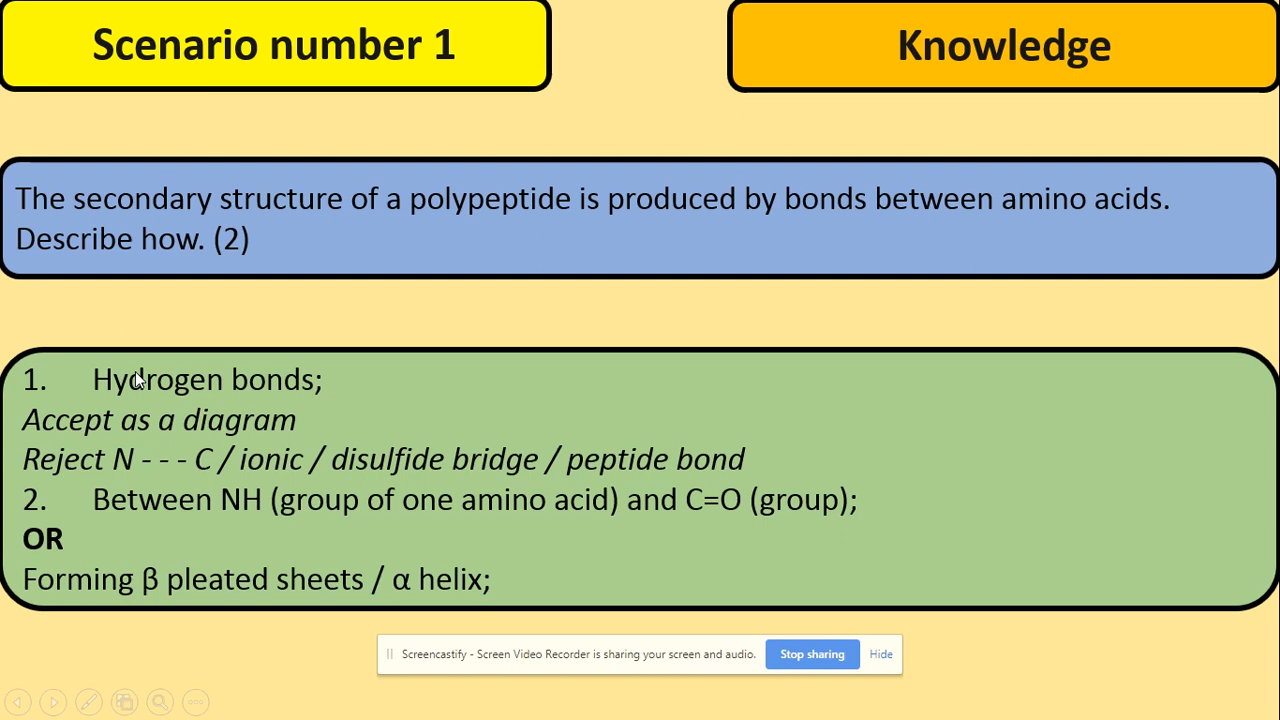 Scenario number 1
Knowledge
The secondary structure of a polypeptide is produced by bonds between amino acids.
Describe how. (2)
1. Hydrogen bonds;
Accept as a diagram
Reject N - - - C / ionic / disulfide bridge / peptide bond
2. Between NH (group of one amino acid) and C=O (group);
OR
Forming β pleated sheets / α helix;
Screencastify - Screen Video Recorder is sharing your screen and audio. Stop sharing Hide